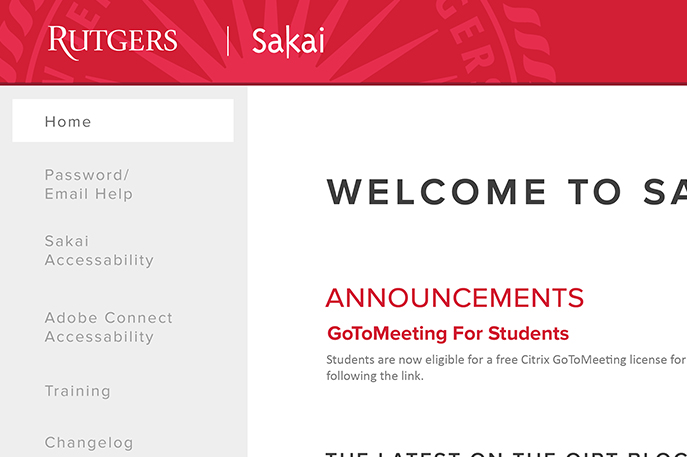 RUTGERS | Sakai
Home
Password/
Email Help
Sakai
Accessability
Adobe Connect
Accessability
Training
Changelog
WELCOME TO SA
ANNOUNCEMENTS
GoToMeeting For Students
Students are now eligible for a free Citrix GoToMeeting license for
following the link.
THE LATEST ON THE OIRT BLOG